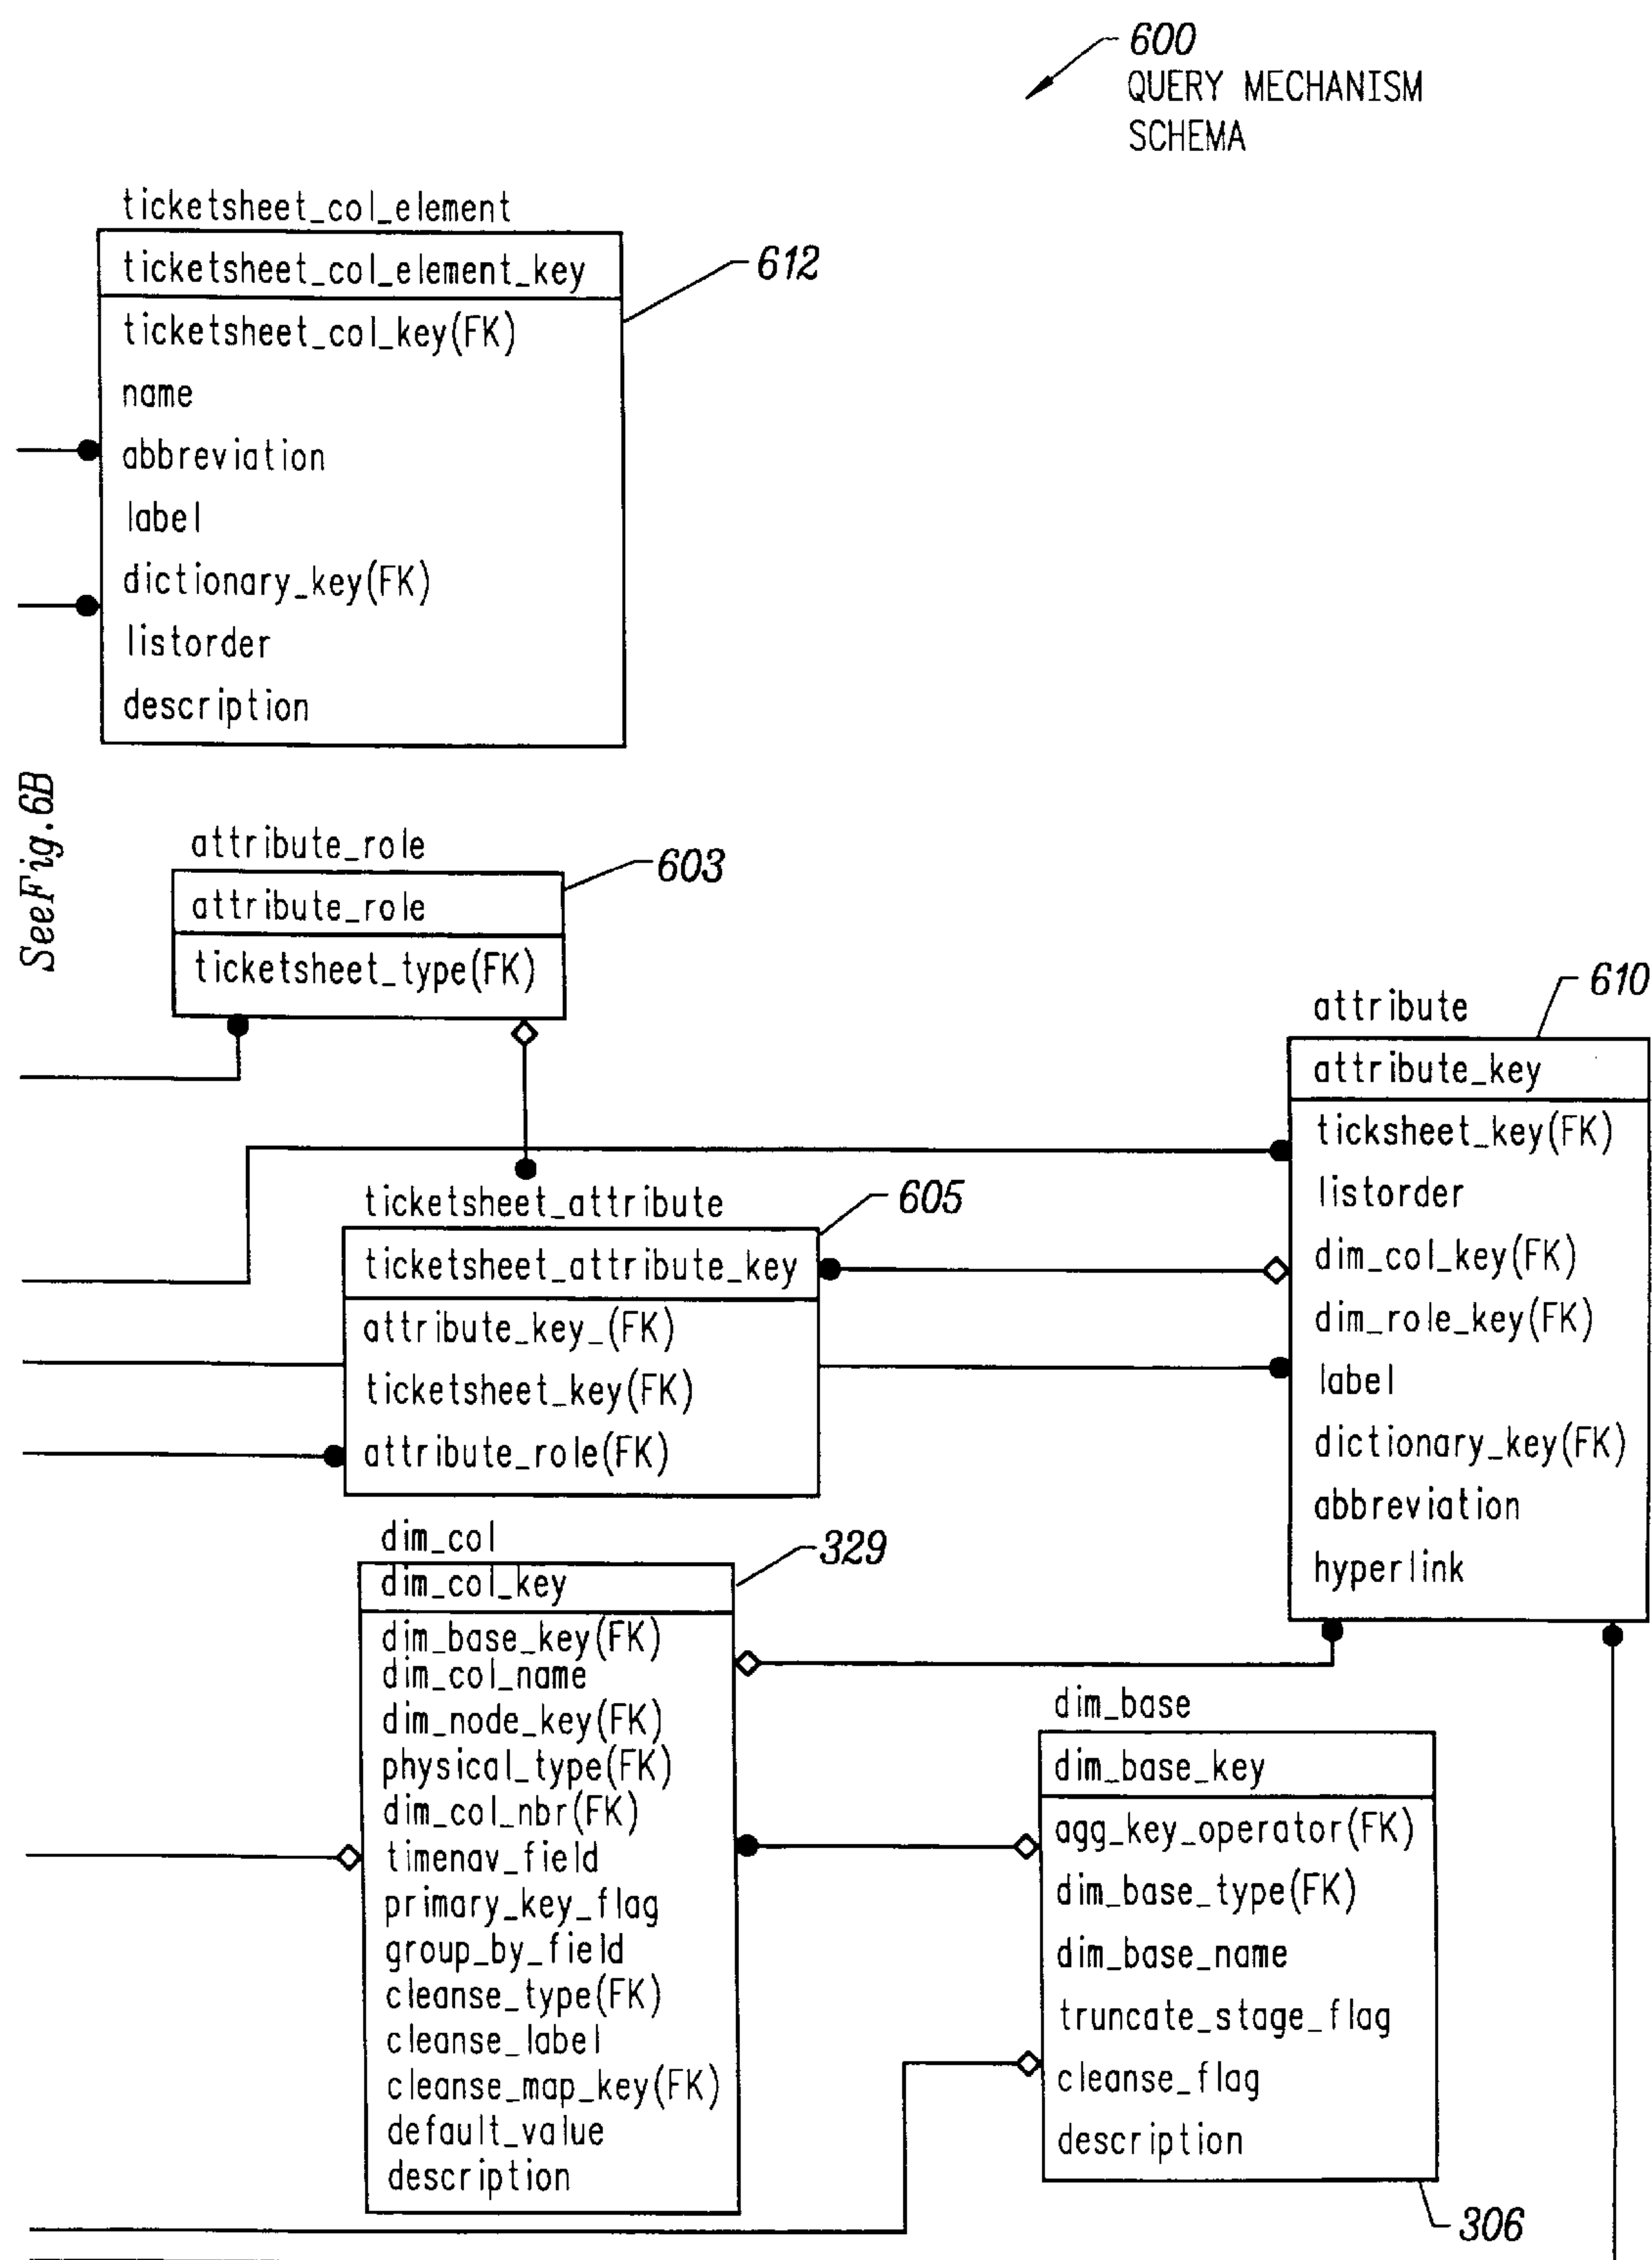 600
QUERY MECHANISM
SCHEMA
ticketsheet_col_element
ticketsheet_col_element_key
612
ticketsheet_col_key(FK)
name
abbreviation
label
dictionary_key(FK)
listorder
description
SeeFig.6B
attribute_role
603
attribute_role
ticketsheet_type(FK)
attribute
610
attribute_key
ticksheet_key(FK)
listorder
dim_col_key(FK)
dim_role_key(FK)
label
dictionary_key(FK)
abbreviation
hyperlink
ticketsheet_attribute
605
ticketsheet_attribute_key
attribute_key_(FK)
ticketsheet_key(FK)
attribute_role(FK)
dim_col
329
dim_col_key
dim_base_key(FK)
dim_col_name
dim_node_key(FK)
physical_type(FK)
dim_col_nbr(FK)
timenav_field
primary_key_flag
group_by_field
cleanse_type(FK)
cleanse_label
cleanse_map_key(FK)
default_value
description
dim_base
dim_base_key
agg_key_operator(FK)
dim_base_type(FK)
dim_base_name
truncate_stage_flag
cleanse_flag
description
306